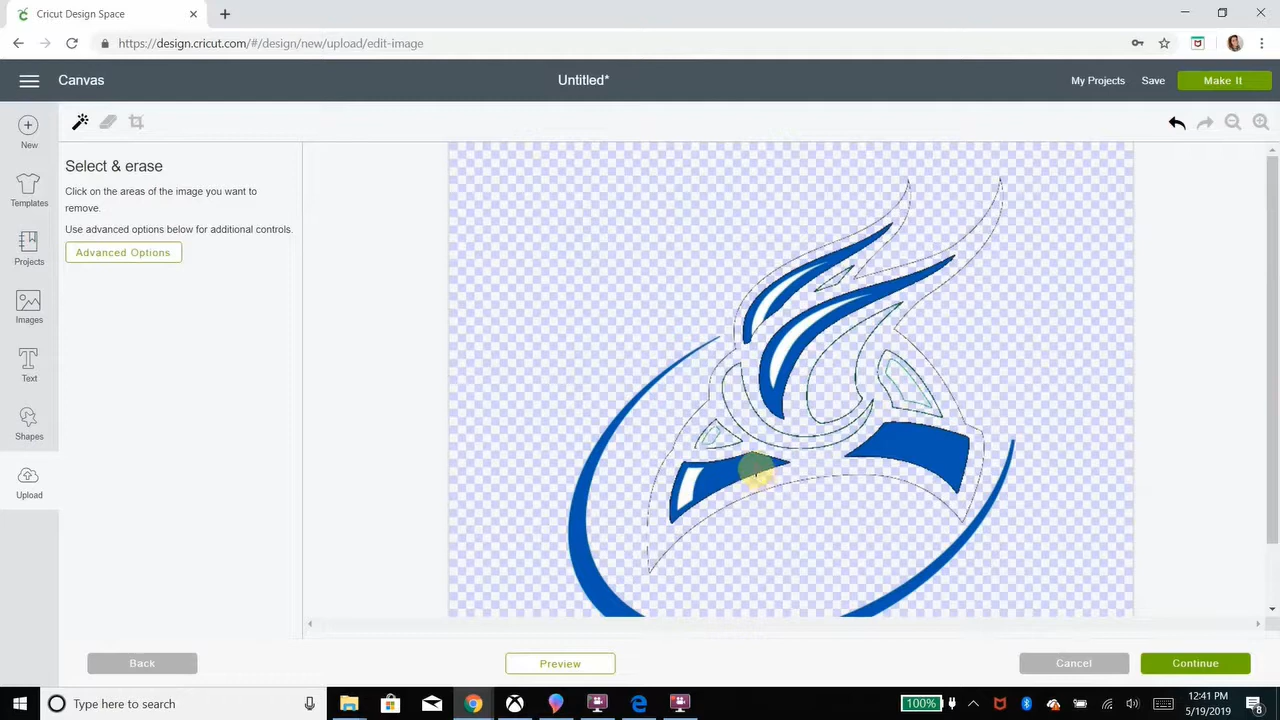 Cricut Design Space
https://design.cricut.com/#/design/new/upload/edit-image
Canvas
Untitled*
My Projects
Save
Make It
New
Templates
Projects
Images
Text
Shapes
Upload
Select & erase
Click on the areas of the image you want to
remove.
Use advanced options below for additional controls.
Advanced Options
Back
Preview
Cancel
Continue
Type here to search
100%
12:41 PM
5/19/2019
8